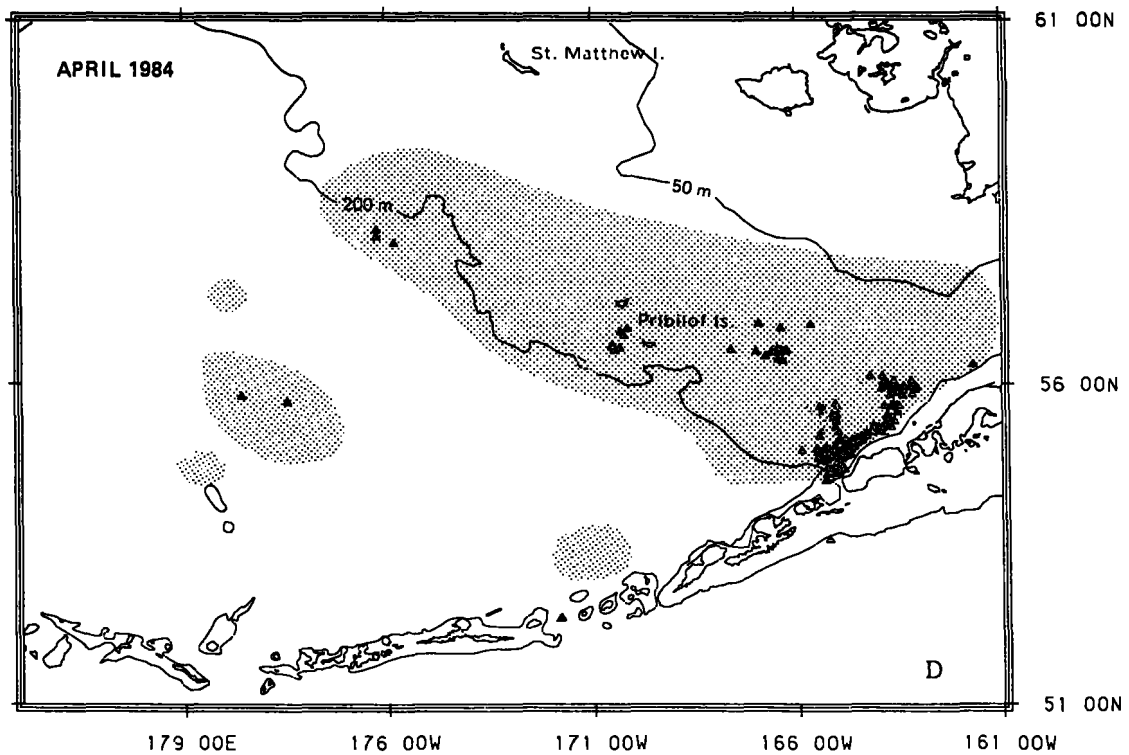 61 00N
St. Matthew I.
APRIL 1984
50 m
200 m
Pribilof Is.
56 00N
D
51 00N
179 00E 176 00W 171 00W 166 00W 161 00W